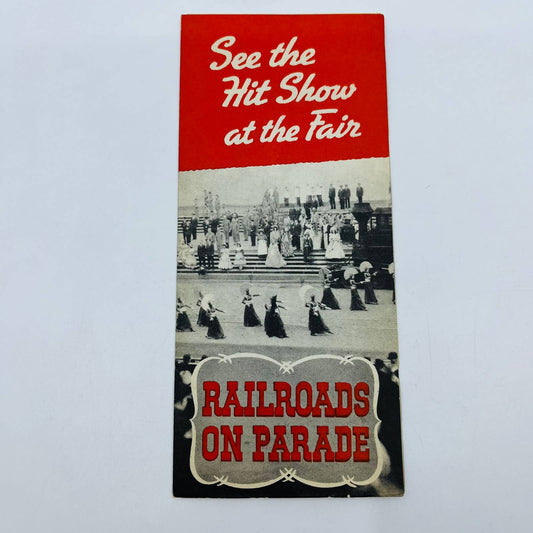 See the
Hit Show
at the Fair
RAILROADS
ON PARADE